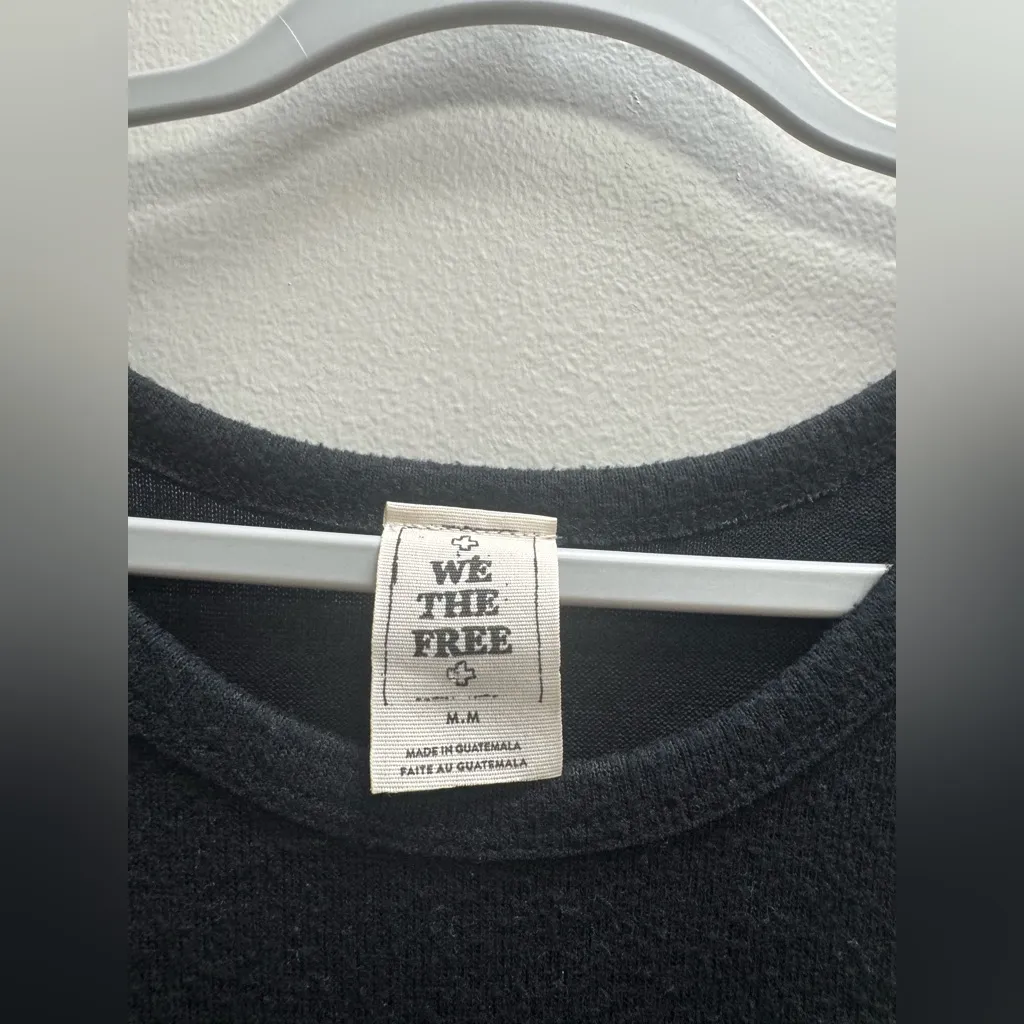 WE
THE
FREE
M.M
MADE IN GUATEMALA
FAITE AU GUATEMALA